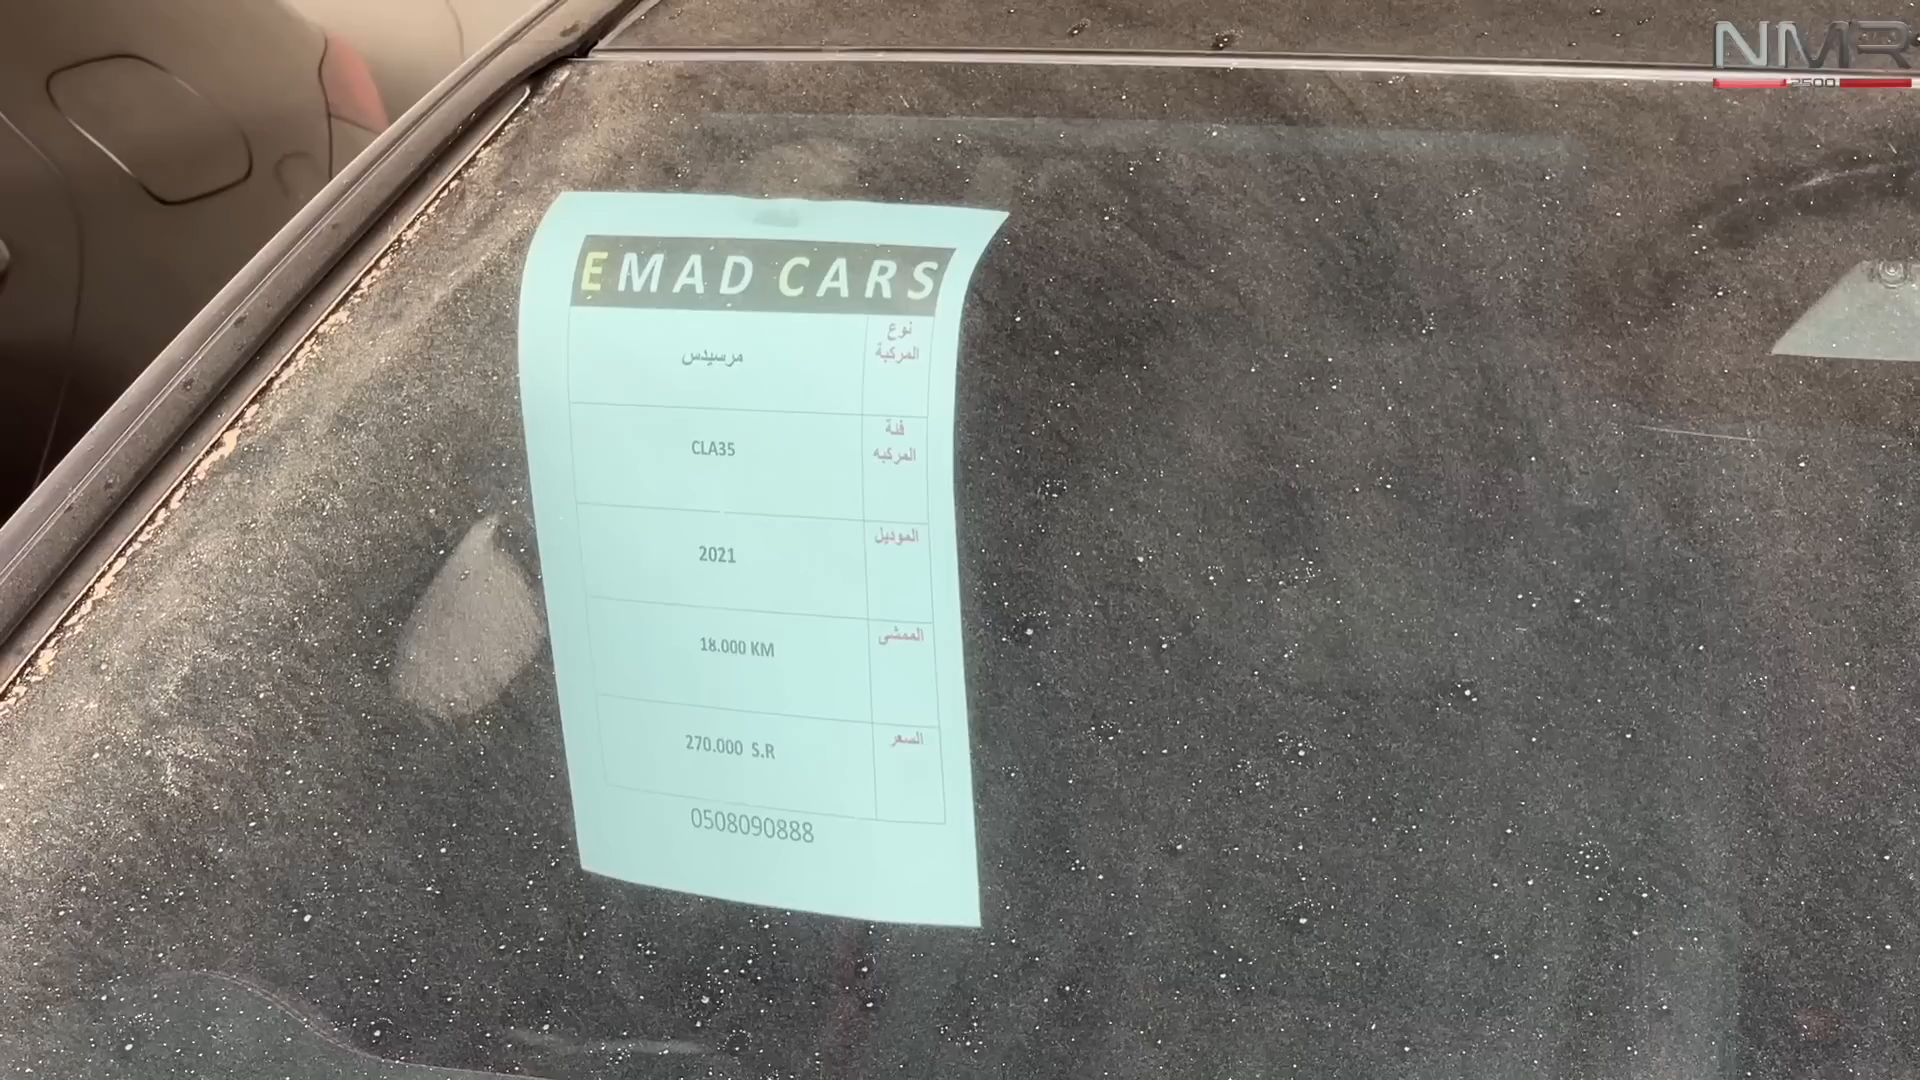 NMR
2500
EMAD CARS
نوع
المركبة
مرسيدس
فئة
المركبه
CLA35
الموديل
2021
الممشى
18.000 KM
السعر
270.000 S.R
0508090888